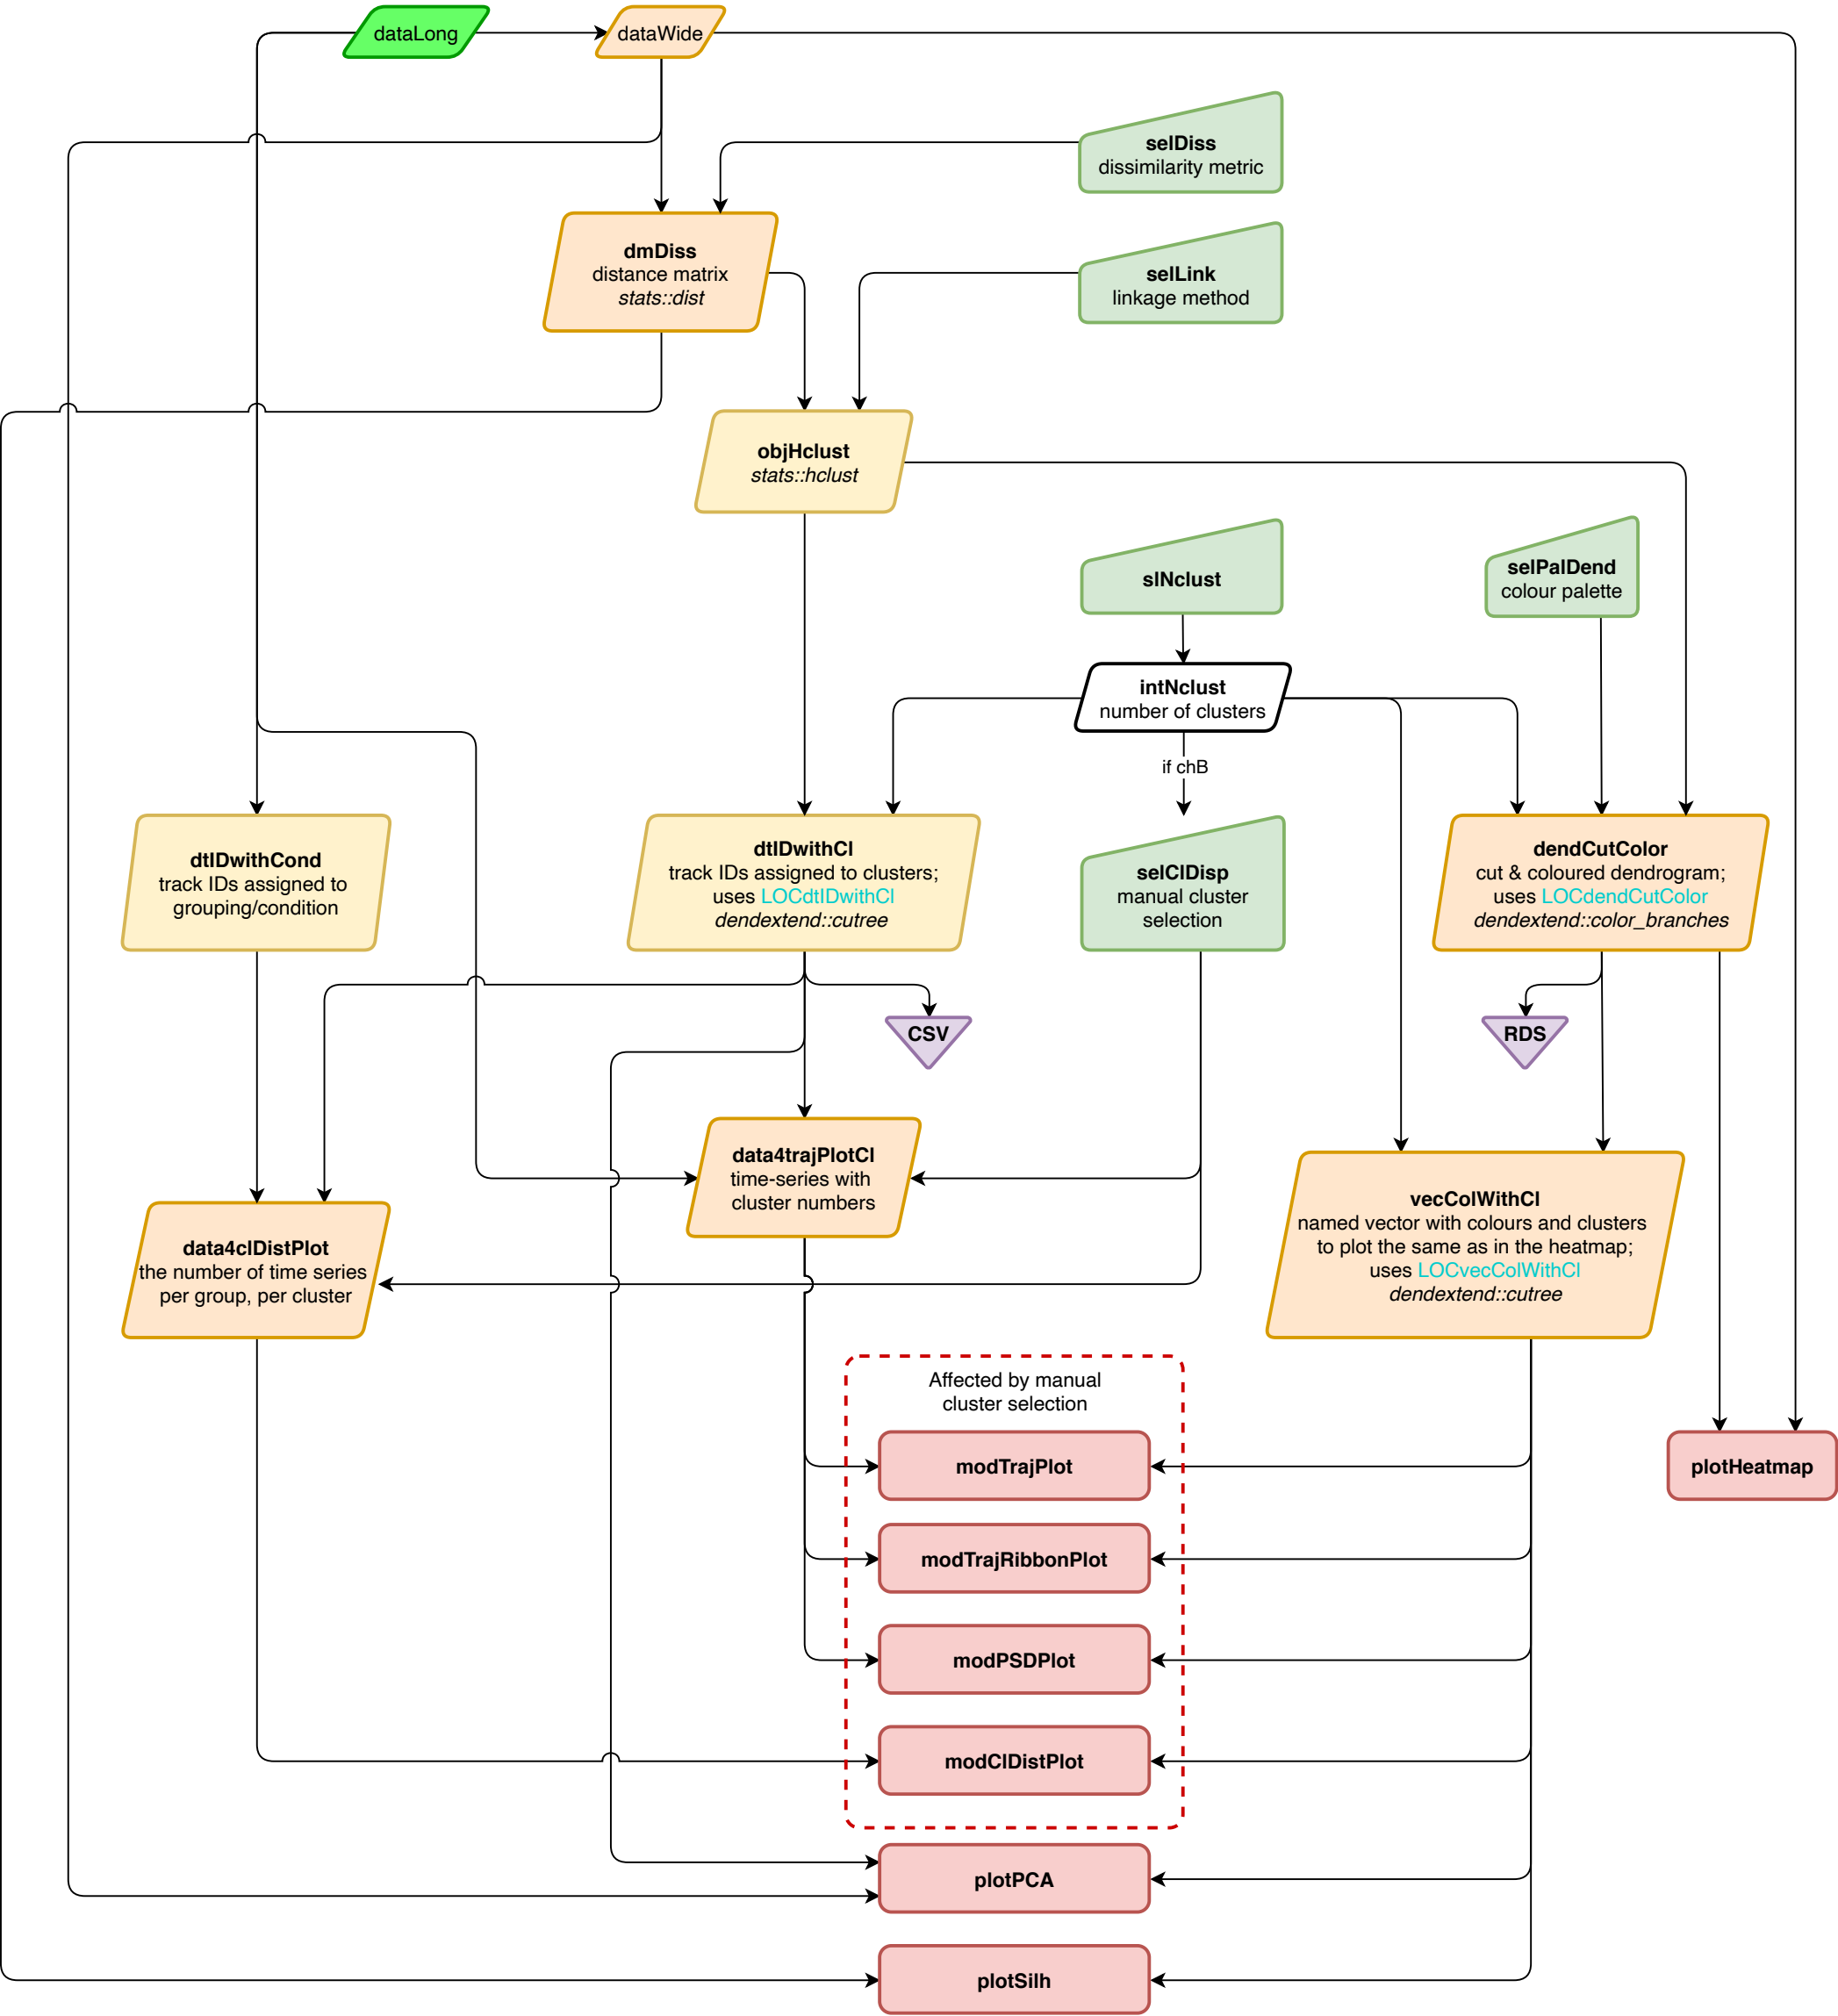 dataLong
dataWide
selDiss
dissimilarity metric
dmDiss
distance matrix
stats::dist
selLink
linkage method
objHclust
stats::hclust
slNclust
selPalDend
colour palette
intNclust
number of clusters
if chB
dtIDwithCond
track IDs assigned to
grouping/condition
dtIDwithCl
track IDs assigned to clusters;
uses LOCdtIDwithCl
dendextend::cutree
selClDisp
manual cluster
selection
dendCutColor
cut & coloured dendrogram;
uses LOCdendCutColor
dendextend::color_branches
CSV
RDS
data4trajPlotCl
time-series with
cluster numbers
vecColWithCl
named vector with colours and clusters
to plot the same as in the heatmap;
uses LOCvecColWithCl
dendextend::cutree
data4clDistPlot
the number of time series
per group, per cluster
Affected by manual
cluster selection
modTrajPlot
plotHeatmap
modTrajRibbonPlot
modPSDPlot
modClDistPlot
plotPCA
plotSilh